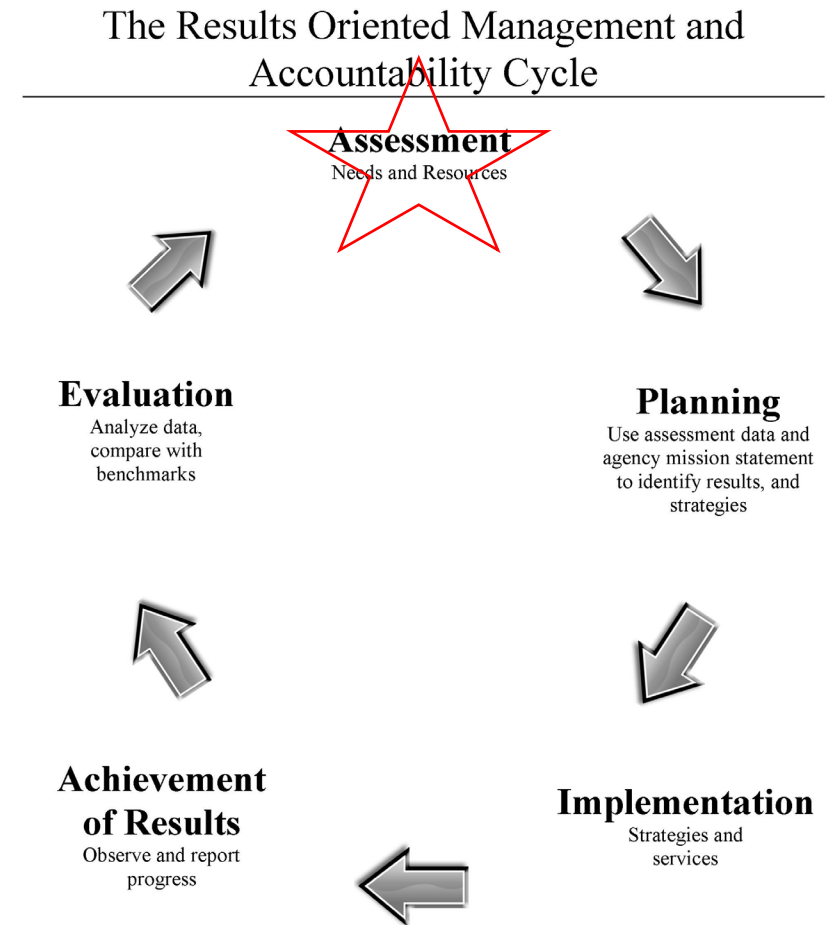 The Results Oriented Management and
Accountability Cycle
Assessment
Needs and Resources
Planning
Use assessment data and
agency mission statement
to identify results, and
strategies
Implementation
Strategies and
services
Achievement
of Results
Observe and report
progress
Evaluation
Analyze data,
compare with
benchmarks